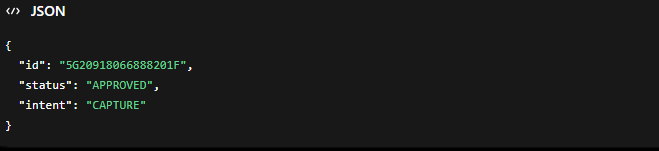 </> JSON
{
  "id": "5G20918066888201F",
  "status": "APPROVED",
  "intent": "CAPTURE"
}